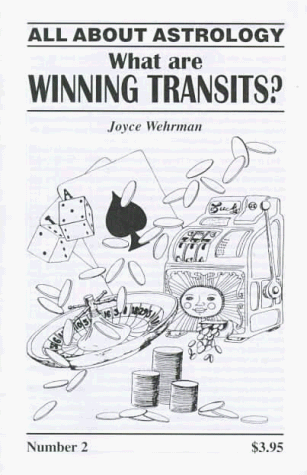 ALL ABOUT ASTROLOGY
What are
WINNING TRANSITS?
Joyce Wehrman
A
Number 2
$3.95